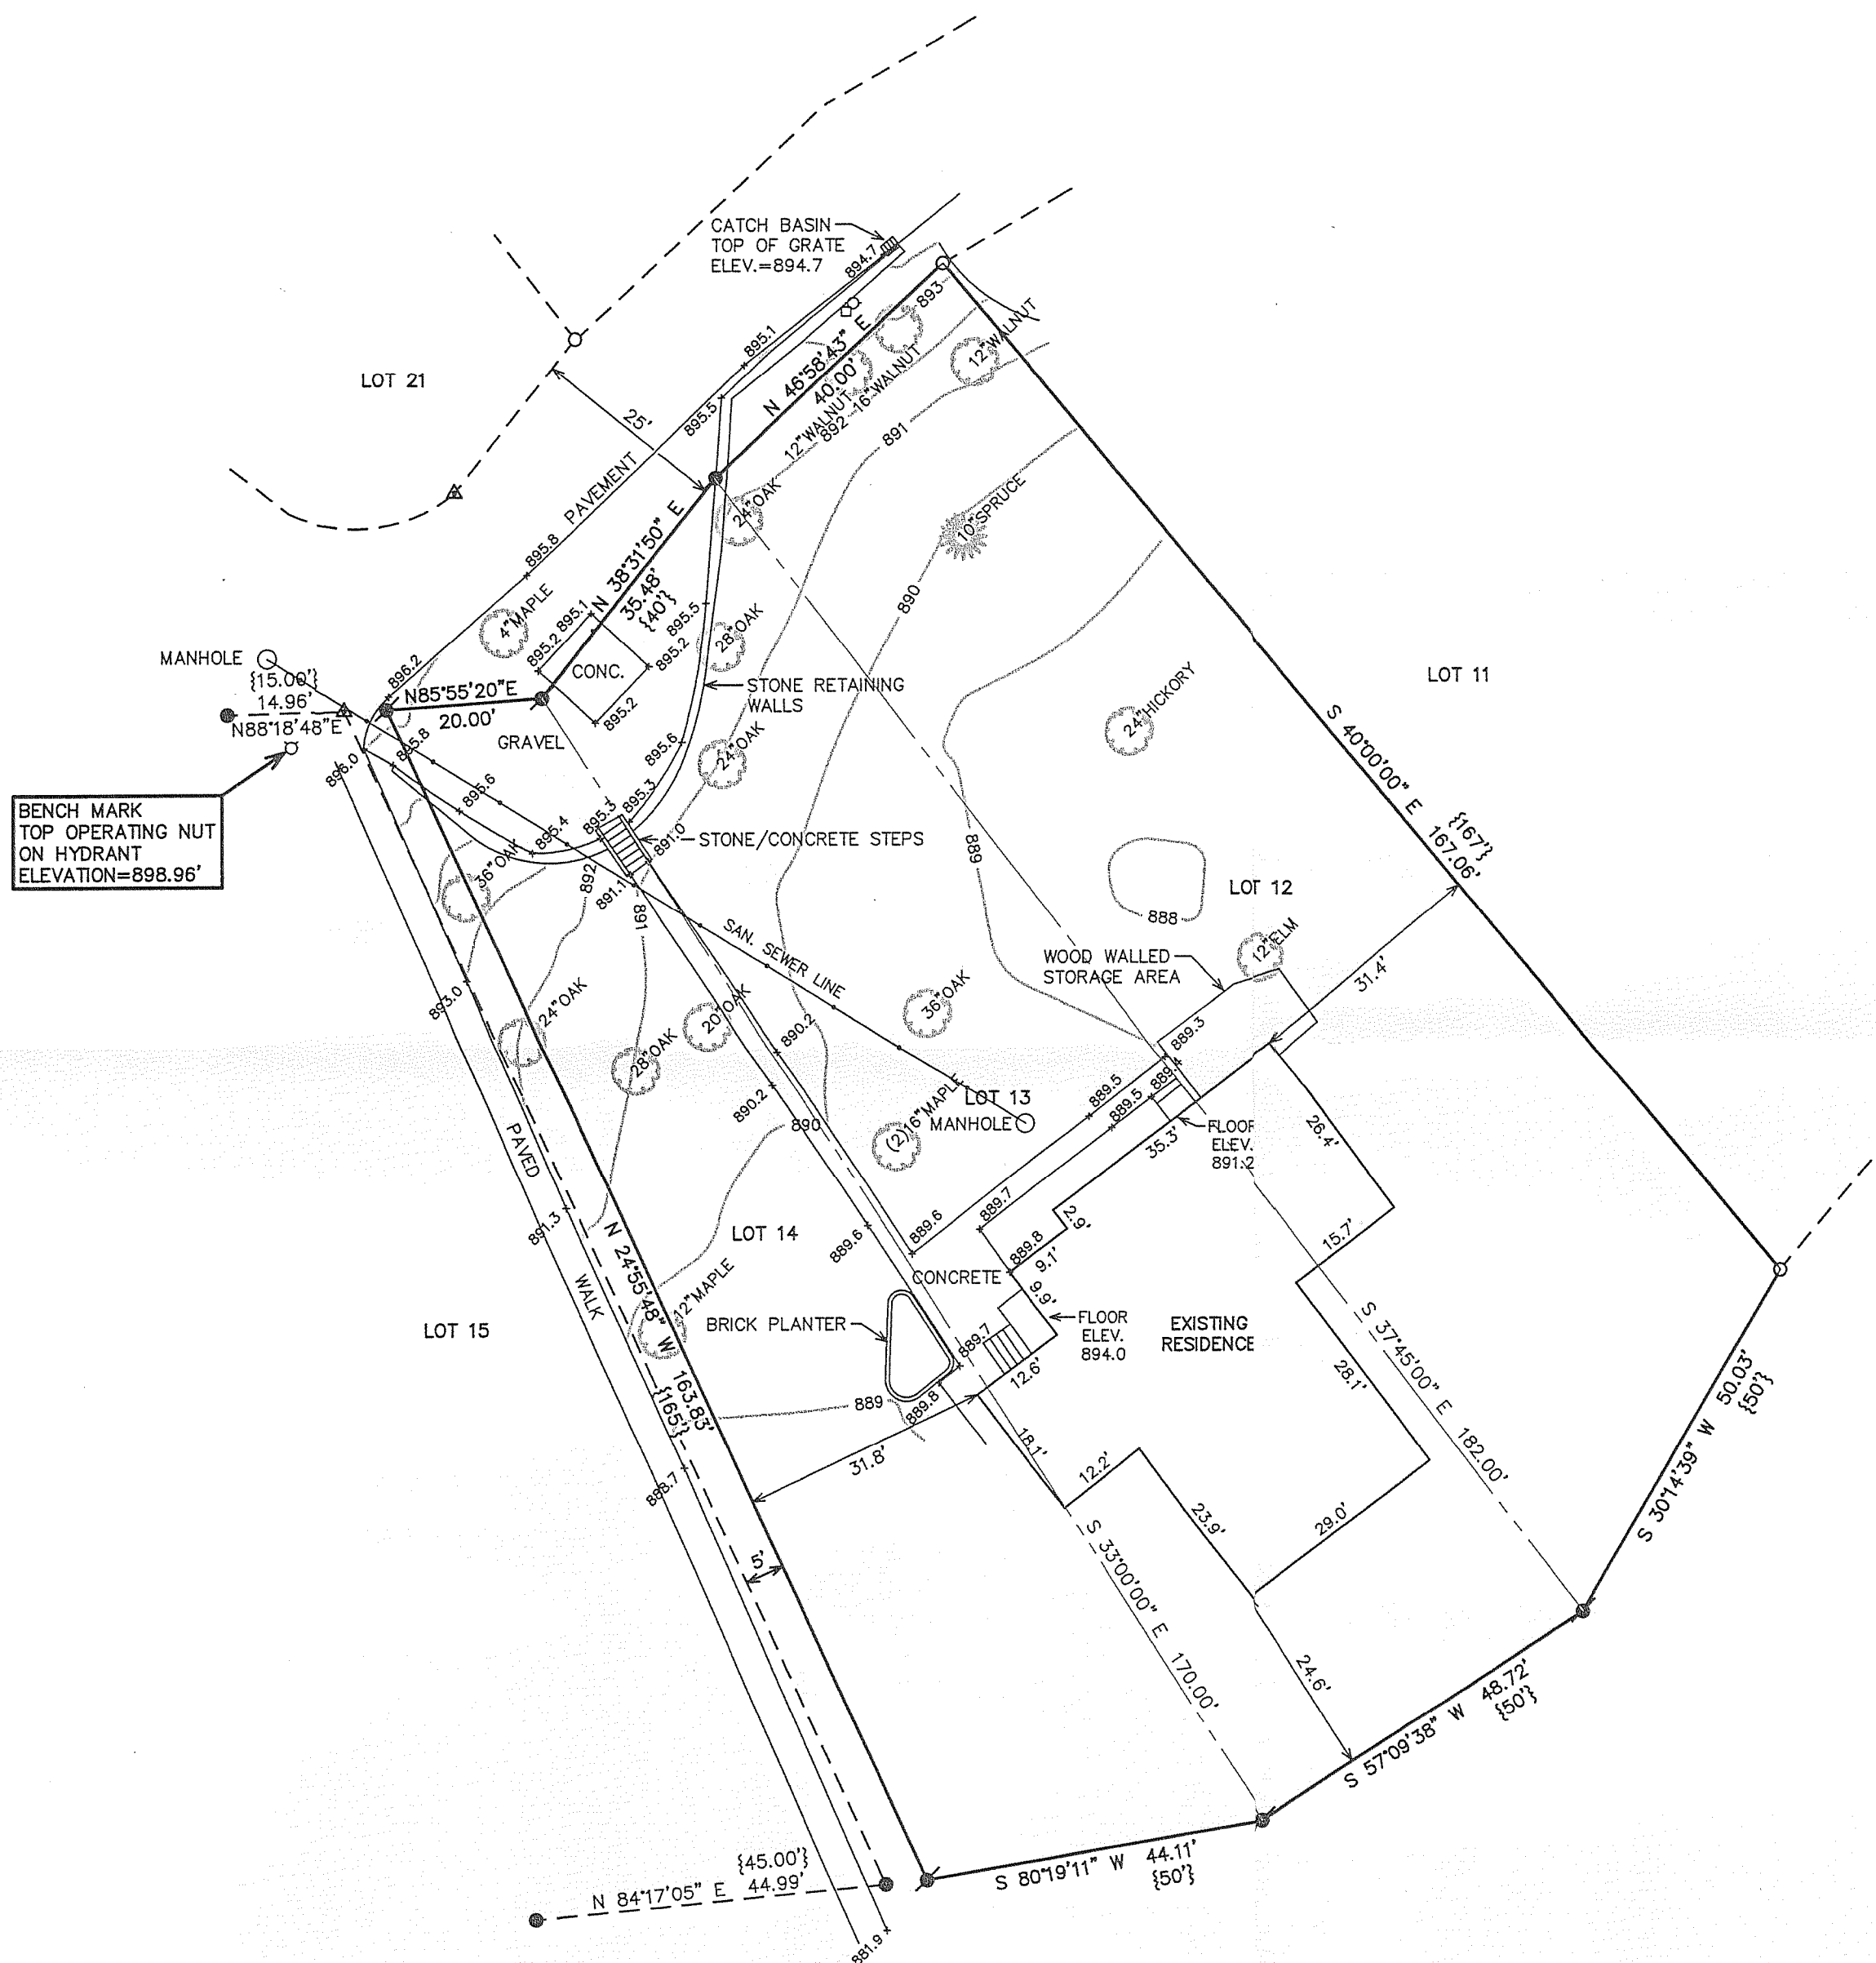 CATCH BASIN
TOP OF GRATE
ELEV.=894.7
894.7
893
12"WALNUT
895.1
LOT 21
N 46°58'43" E
40.00'
16"WALNUT
12"WALNUT
892
895.5
25'
891
PAVEMENT
24"OAK
10"SPRUCE
895.8
N 38°31'50" E
35.48'
{40'}
890
4"MAPLE
895.1
895.2
895.5
28"OAK
895.2
CONC.
895.2
MANHOLE
{15.00'}
14.96'
N88°18'48"E
896.2
N85°55'20"E
20.00'
STONE RETAINING
WALLS
LOT 11
24"HICKORY
GRAVEL
895.8
896.0
895.6
895.6
24"OAK
S 40°00'00" E 167.06'
{167'}
BENCH MARK
TOP OPERATING NUT
ON HYDRANT
ELEVATION=898.96'
895.4
895.3
895.3
891.0
STONE/CONCRETE STEPS
889
36"OAK
892
891.1
891
LOT 12
888
SAN. SEWER LINE
WOOD WALLED
STORAGE AREA
12"ELM
31.4'
893.0
24"OAK
28"OAK
20"OAK
36"OAK
890.2
889.3
889.4
889.5
889.5
890.2
890
(2)16"MAPLE
LOT 13
MANHOLE
35.3'
FLOOR
ELEV.
891.2
26.4'
PAVED
WALK
891.3
N 24°55'48" W 163.83'
{165'}
LOT 14
889.6
889.6
889.7
889.8
2.9'
9.1'
9.9'
15.7'
CONCRETE
12"MAPLE
LOT 15
BRICK PLANTER
889.7
FLOOR
ELEV.
894.0
EXISTING
RESIDENCE
12.6'
S 37°45'00" E 182.00'
28.1'
889
889.8
50.03'
{50'}
S 30°14'39" W
31.8'
18.1'
12.2'
888.7
23.9'
29.0'
5'
S 33°00'00" E 170.00'
24.6'
S 57°09'38" W 48.72'
{50'}
S 80°19'11" W 44.11'
{50'}
{45.00'}
N 84°17'05" E 44.99'
881.9